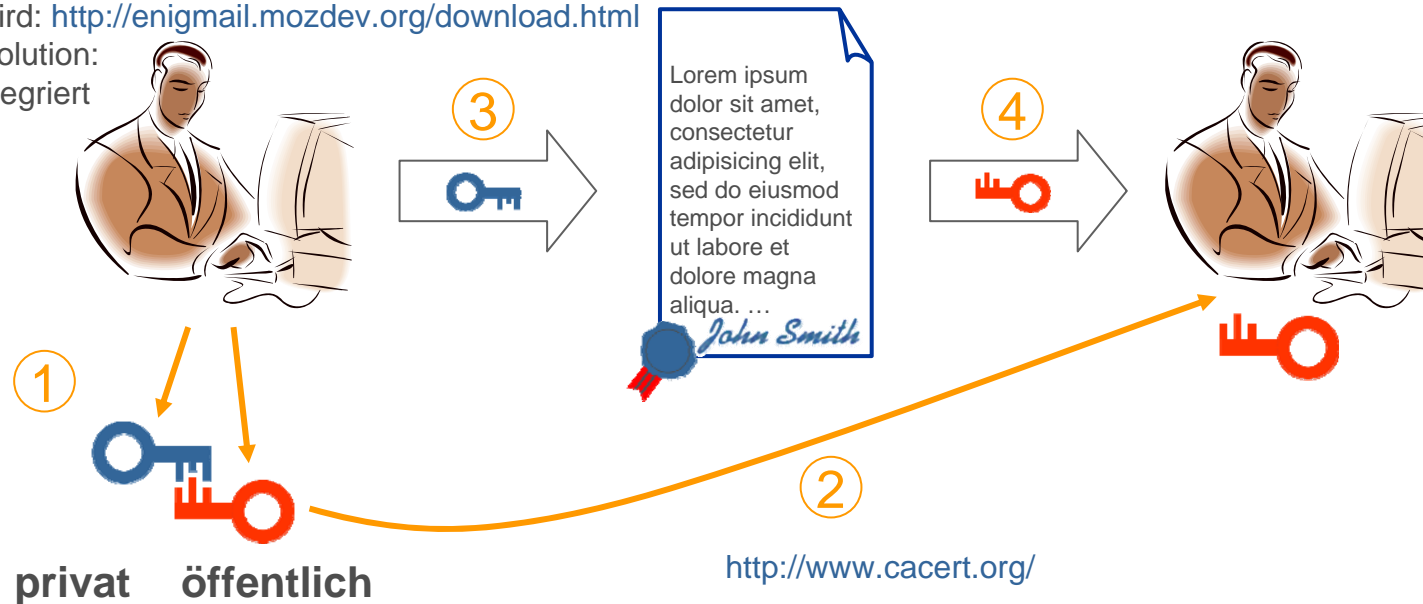 ird: http://enigmail.mozdev.org/download.html
olution:
egriert
3
Lorem ipsum
dolor sit amet,
consectetur
adipisicing elit,
sed do eiusmod
tempor incididunt
ut labore et
dolore magna
aliqua. …
John Smith
4
1
2
privat öffentlich
http://www.cacert.org/